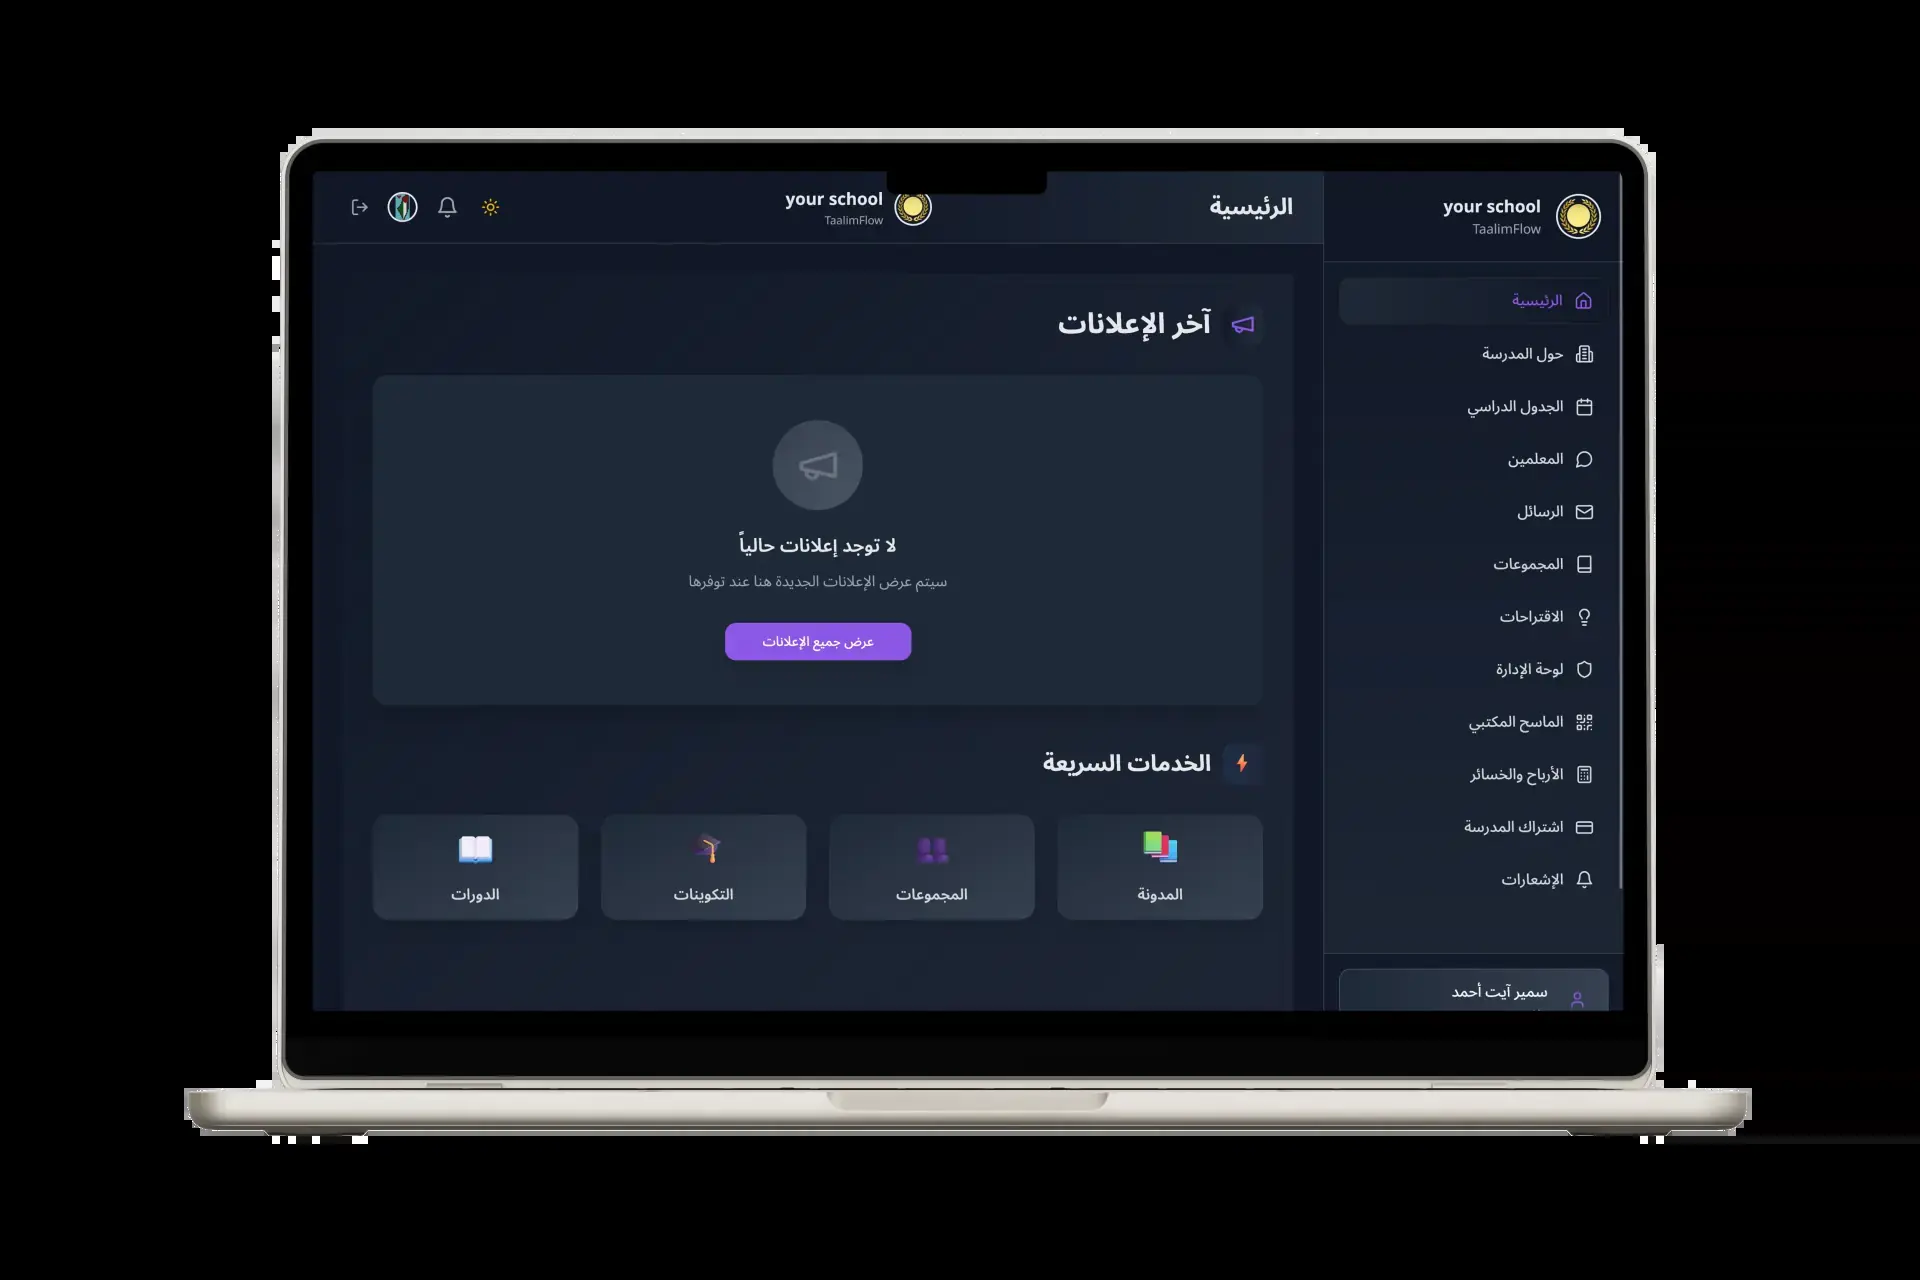 your school
TaalimFlow
الرئيسية
حول المدرسة
الجدول الدراسي
المعلمين
الرسائل
المجموعات
الاقتراحات
لوحة الإدارة
الماسح المكتبي
الأرباح والخسائر
اشتراك المدرسة
الإشعارات
سمير آيت أحمد
الرئيسية
your school
TaalimFlow
آخر الإعلانات
لا توجد إعلانات حالياً
سيتم عرض الإعلانات الجديدة هنا عند توفرها
عرض جميع الإعلانات
الخدمات السريعة
المدونة
المجموعات
التكوينات
الدورات